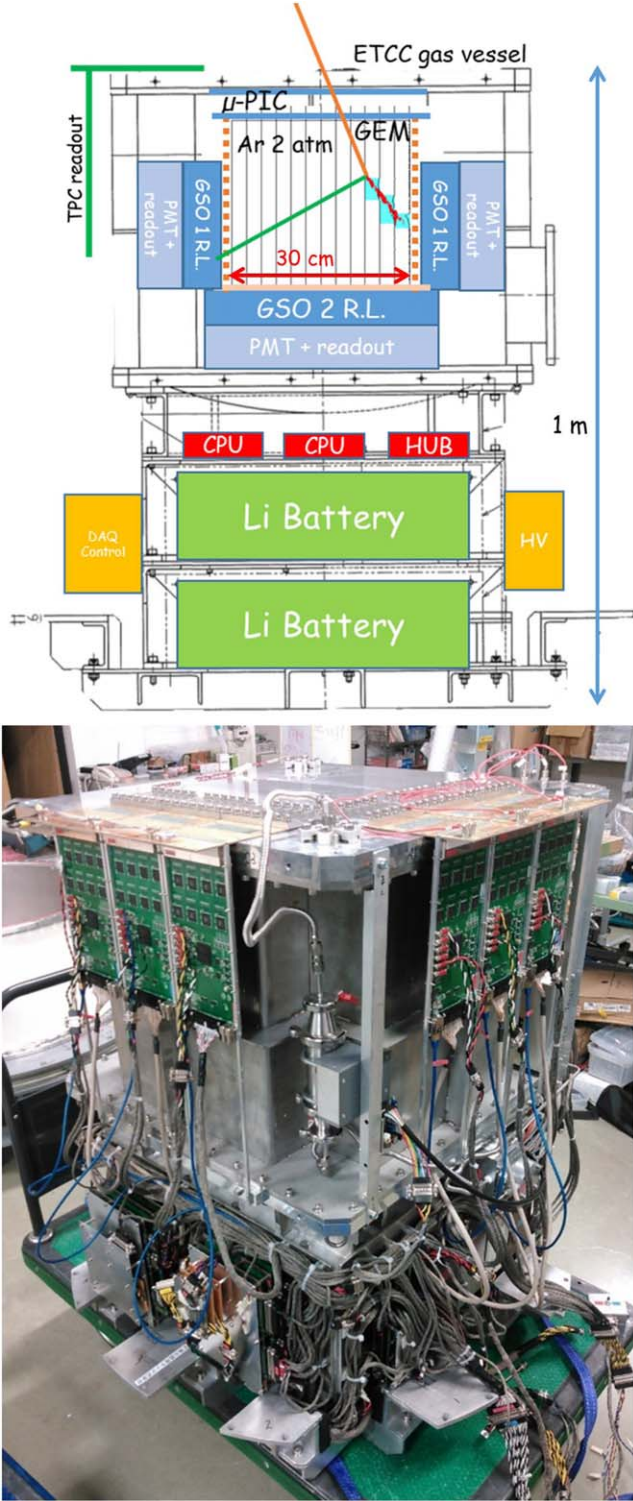 ETCC gas vessel
μ-PIC
GEM
Ar 2 atm
TPC readout
PMT +
readout
GSO 1 R.L.
30 cm
GSO 1 R.L.
PMT +
readout
GSO 2 R.L.
PMT + readout
1 m
CPU
CPU
HUB
Li Battery
DAQ
Control
HV
Li Battery
2